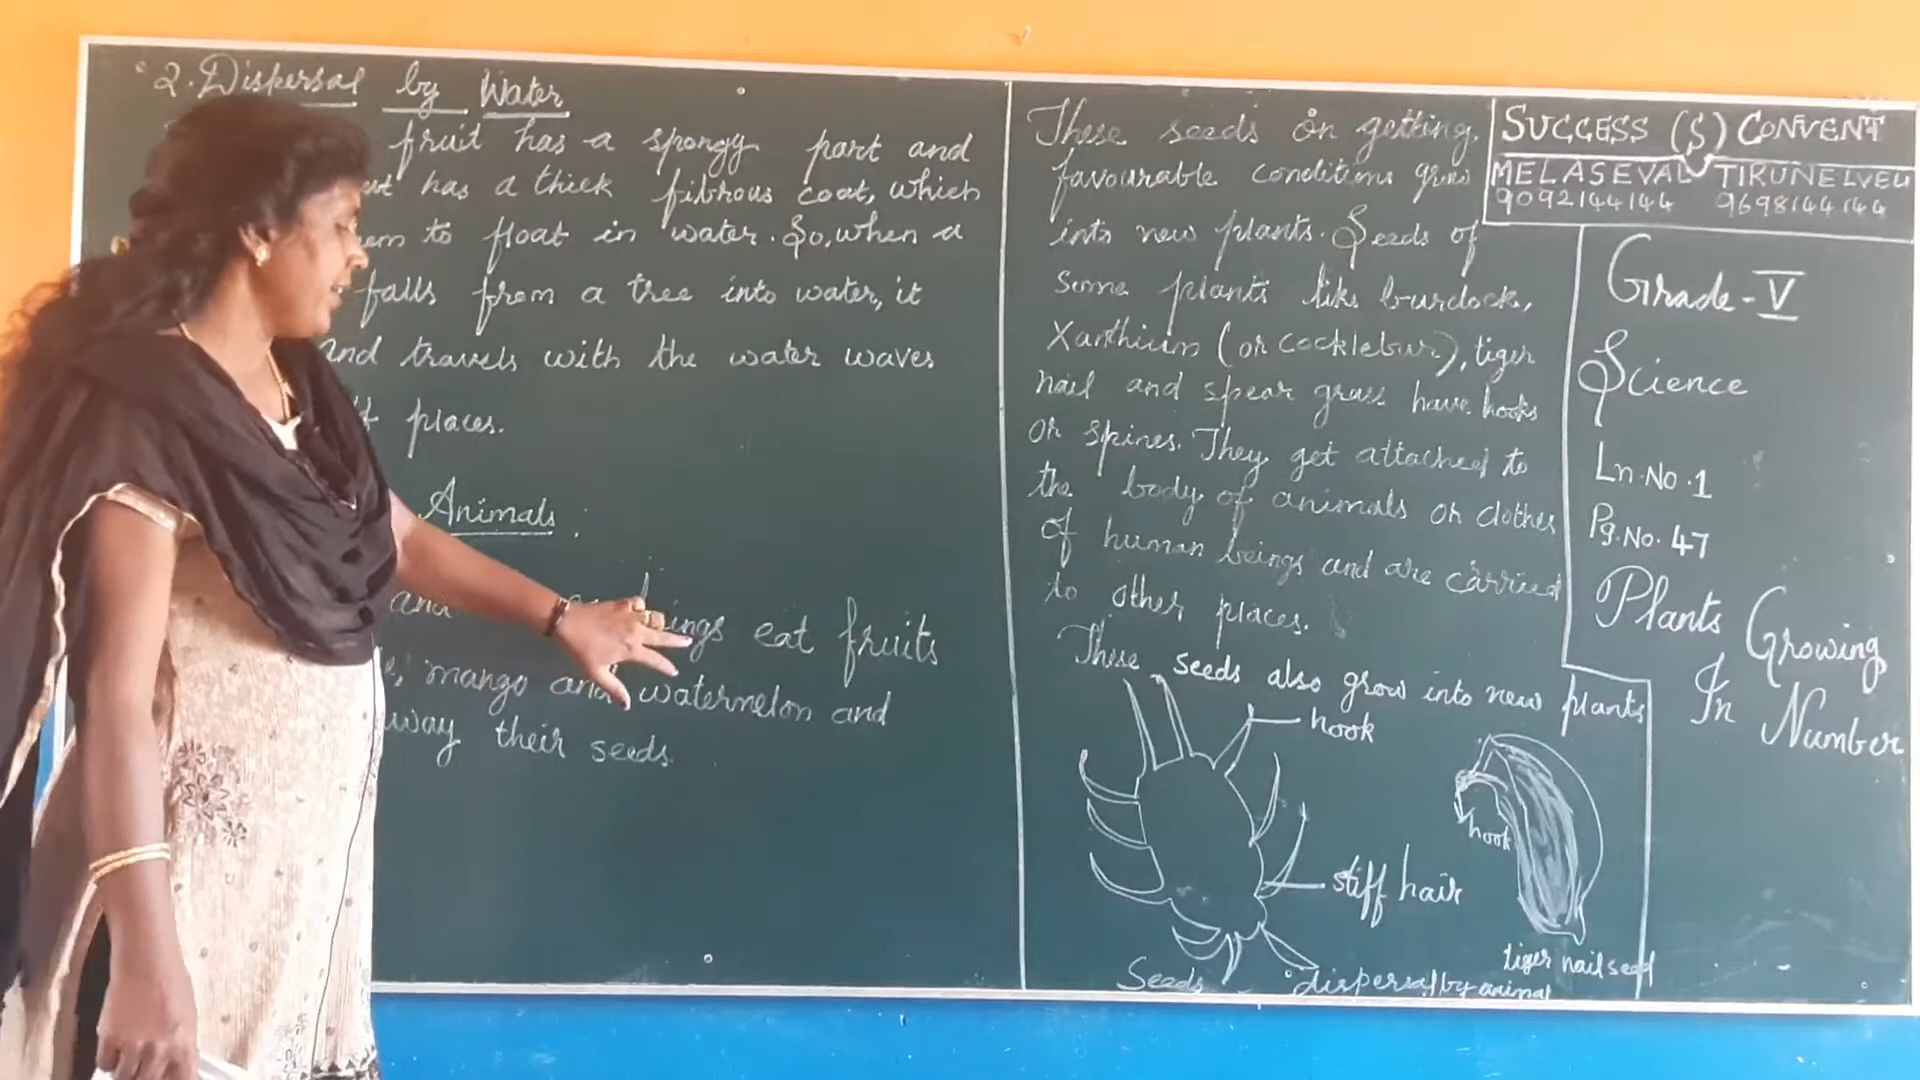 2. Dispersal by Water
fruit has a spongy part and
has a thick fibrous coat, which
to float in water. So, when a
falls from a tree into water, it
and travels with the water waves
places.
Animals :
and beings eat fruits
mango and watermelon and
their seeds.
These seeds on getting
favourable conditions grows
into new plants. Seeds of
some plants like burdock,
Xanthium (or cocklebur), tiger
nail and spear grass have hooks
or spines. They get attached to
the body of animals or clothes
of human beings and are carried
to other places.
These seeds also grow into new plants
hook
stiff hair
Seeds dispersal by animal
hook
tiger nail seed
SUCCESS (S) CONVENT
MELASEVAL TIRUNELVELI
9092144144 9698144144
Grade - V
Science
Ln. No. 1
Pg. No. 47
Plants Growing
In Number